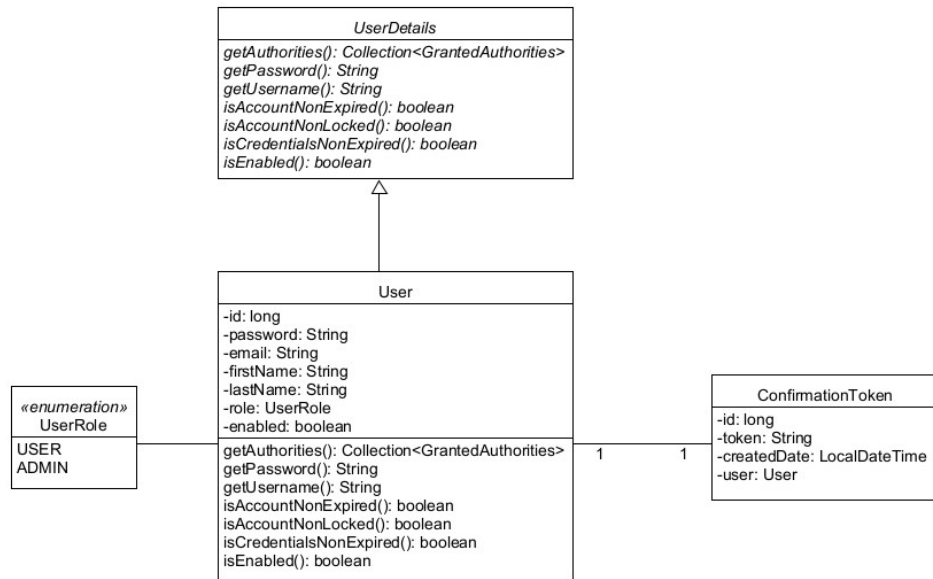 UserDetails
getAuthorities(): Collection<GrantedAuthorities>
getPassword(): String
getUsername(): String
isAccountNonExpired(): boolean
isAccountNonLocked(): boolean
isCredentialsNonExpired(): boolean
isEnabled(): boolean
User
-id: long
-password: String
-email: String
-firstName: String
-lastName: String
-role: UserRole
-enabled: boolean
getAuthorities(): Collection<GrantedAuthorities>
getPassword(): String
getUsername(): String
isAccountNonExpired(): boolean
isAccountNonLocked(): boolean
isCredentialsNonExpired(): boolean
isEnabled(): boolean
«enumeration»
UserRole
USER
ADMIN
1
1
ConfirmationToken
-id: long
-token: String
-createdDate: LocalDateTime
-user: User